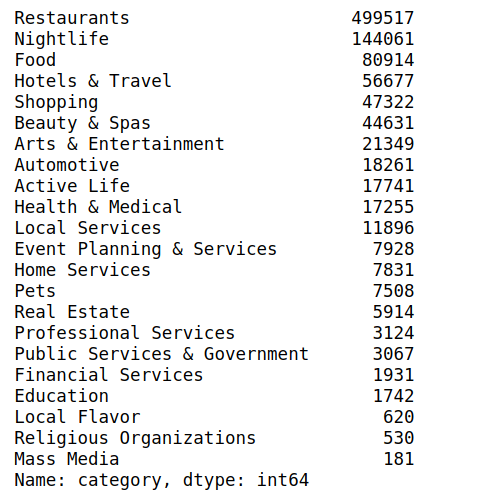 Restaurants 499517
Nightlife 144061
Food 80914
Hotels & Travel 56677
Shopping 47322
Beauty & Spas 44631
Arts & Entertainment 21349
Automotive 18261
Active Life 17741
Health & Medical 17255
Local Services 11896
Event Planning & Services 7928
Home Services 7831
Pets 7508
Real Estate 5914
Professional Services 3124
Public Services & Government 3067
Financial Services 1931
Education 1742
Local Flavor 620
Religious Organizations 530
Mass Media 181
Name: category, dtype: int64